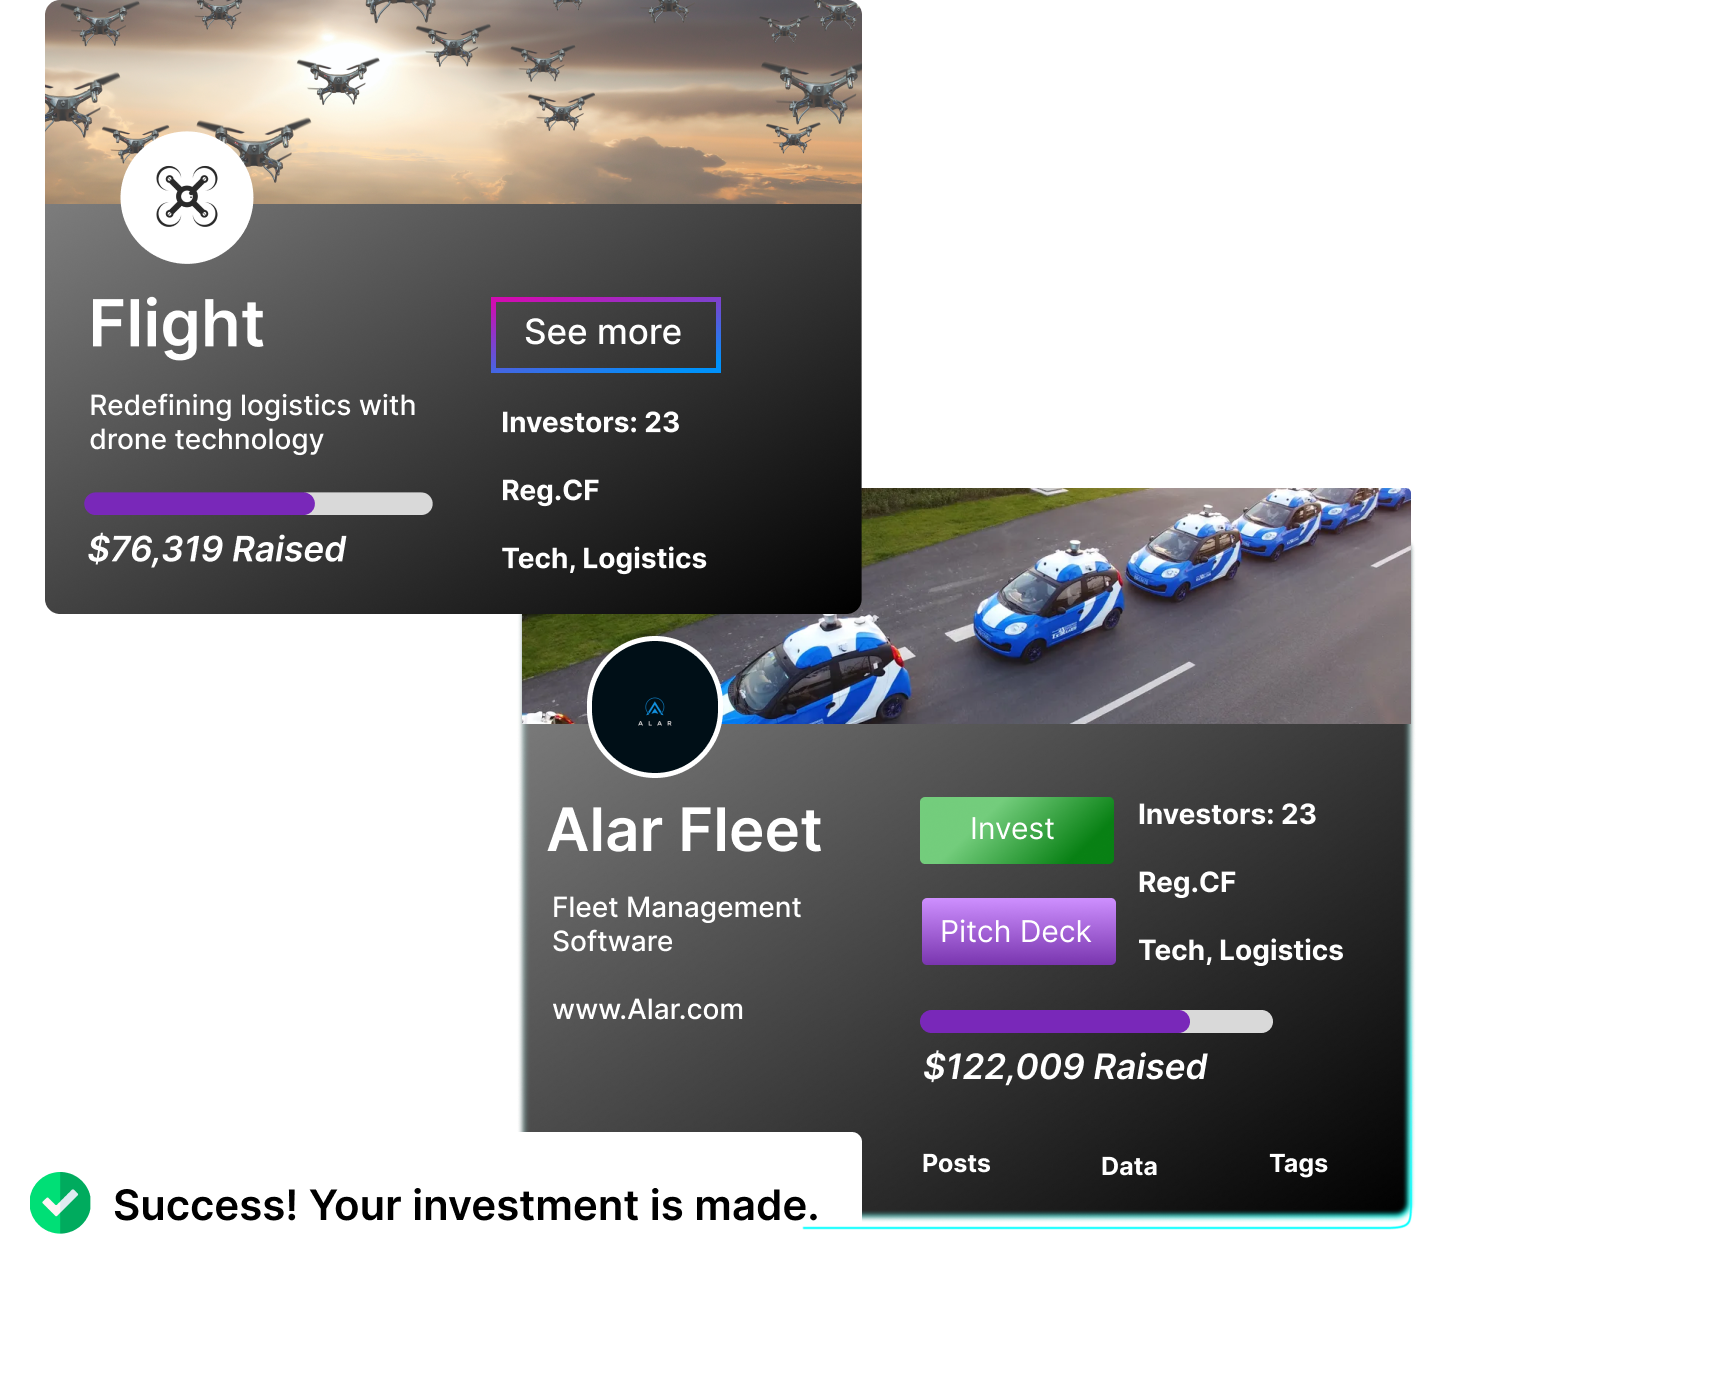 Flight
See more
Redefining logistics with
drone technology
$76,319 Raised
Investors: 23
Reg.CF
Tech, Logistics
ALAR
Alar Fleet
Fleet Management
Software
www.Alar.com
Invest
Pitch Deck
Investors: 23
Reg.CF
Tech, Logistics
$122,009 Raised
Posts
Data
Tags
Success! Your investment is made.